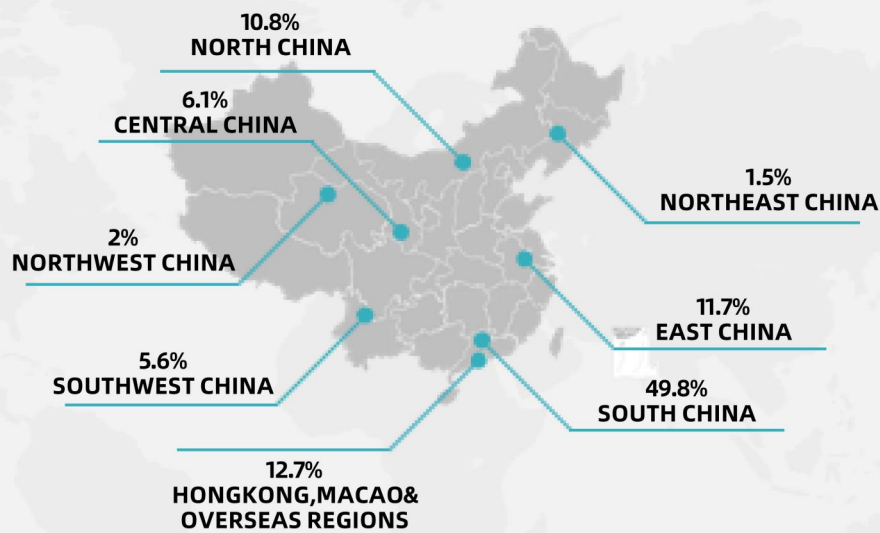 10.8%
NORTH CHINA
6.1%
CENTRAL CHINA
1.5%
NORTHEAST CHINA
2%
NORTHWEST CHINA
11.7%
EAST CHINA
5.6%
SOUTHWEST CHINA
49.8%
SOUTH CHINA
12.7%
HONGKONG,MACAO&
OVERSEAS REGIONS